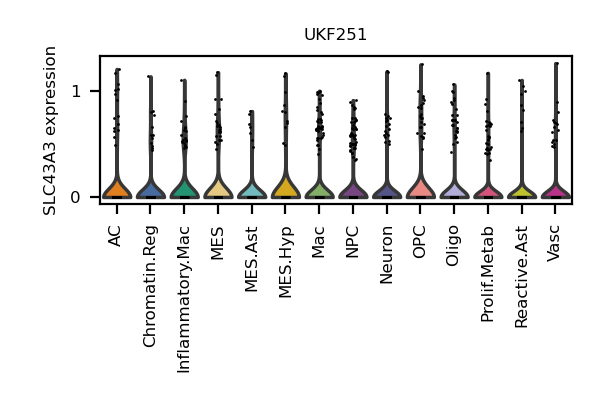 UKF251
SLC43A3 expression
1
0
AC
Chromatin.Reg
Inflammatory.Mac
MES
MES.Ast
MES.Hyp
Mac
NPC
Neuron
OPC
Oligo
Prolif.Metab
Reactive.Ast
Vasc